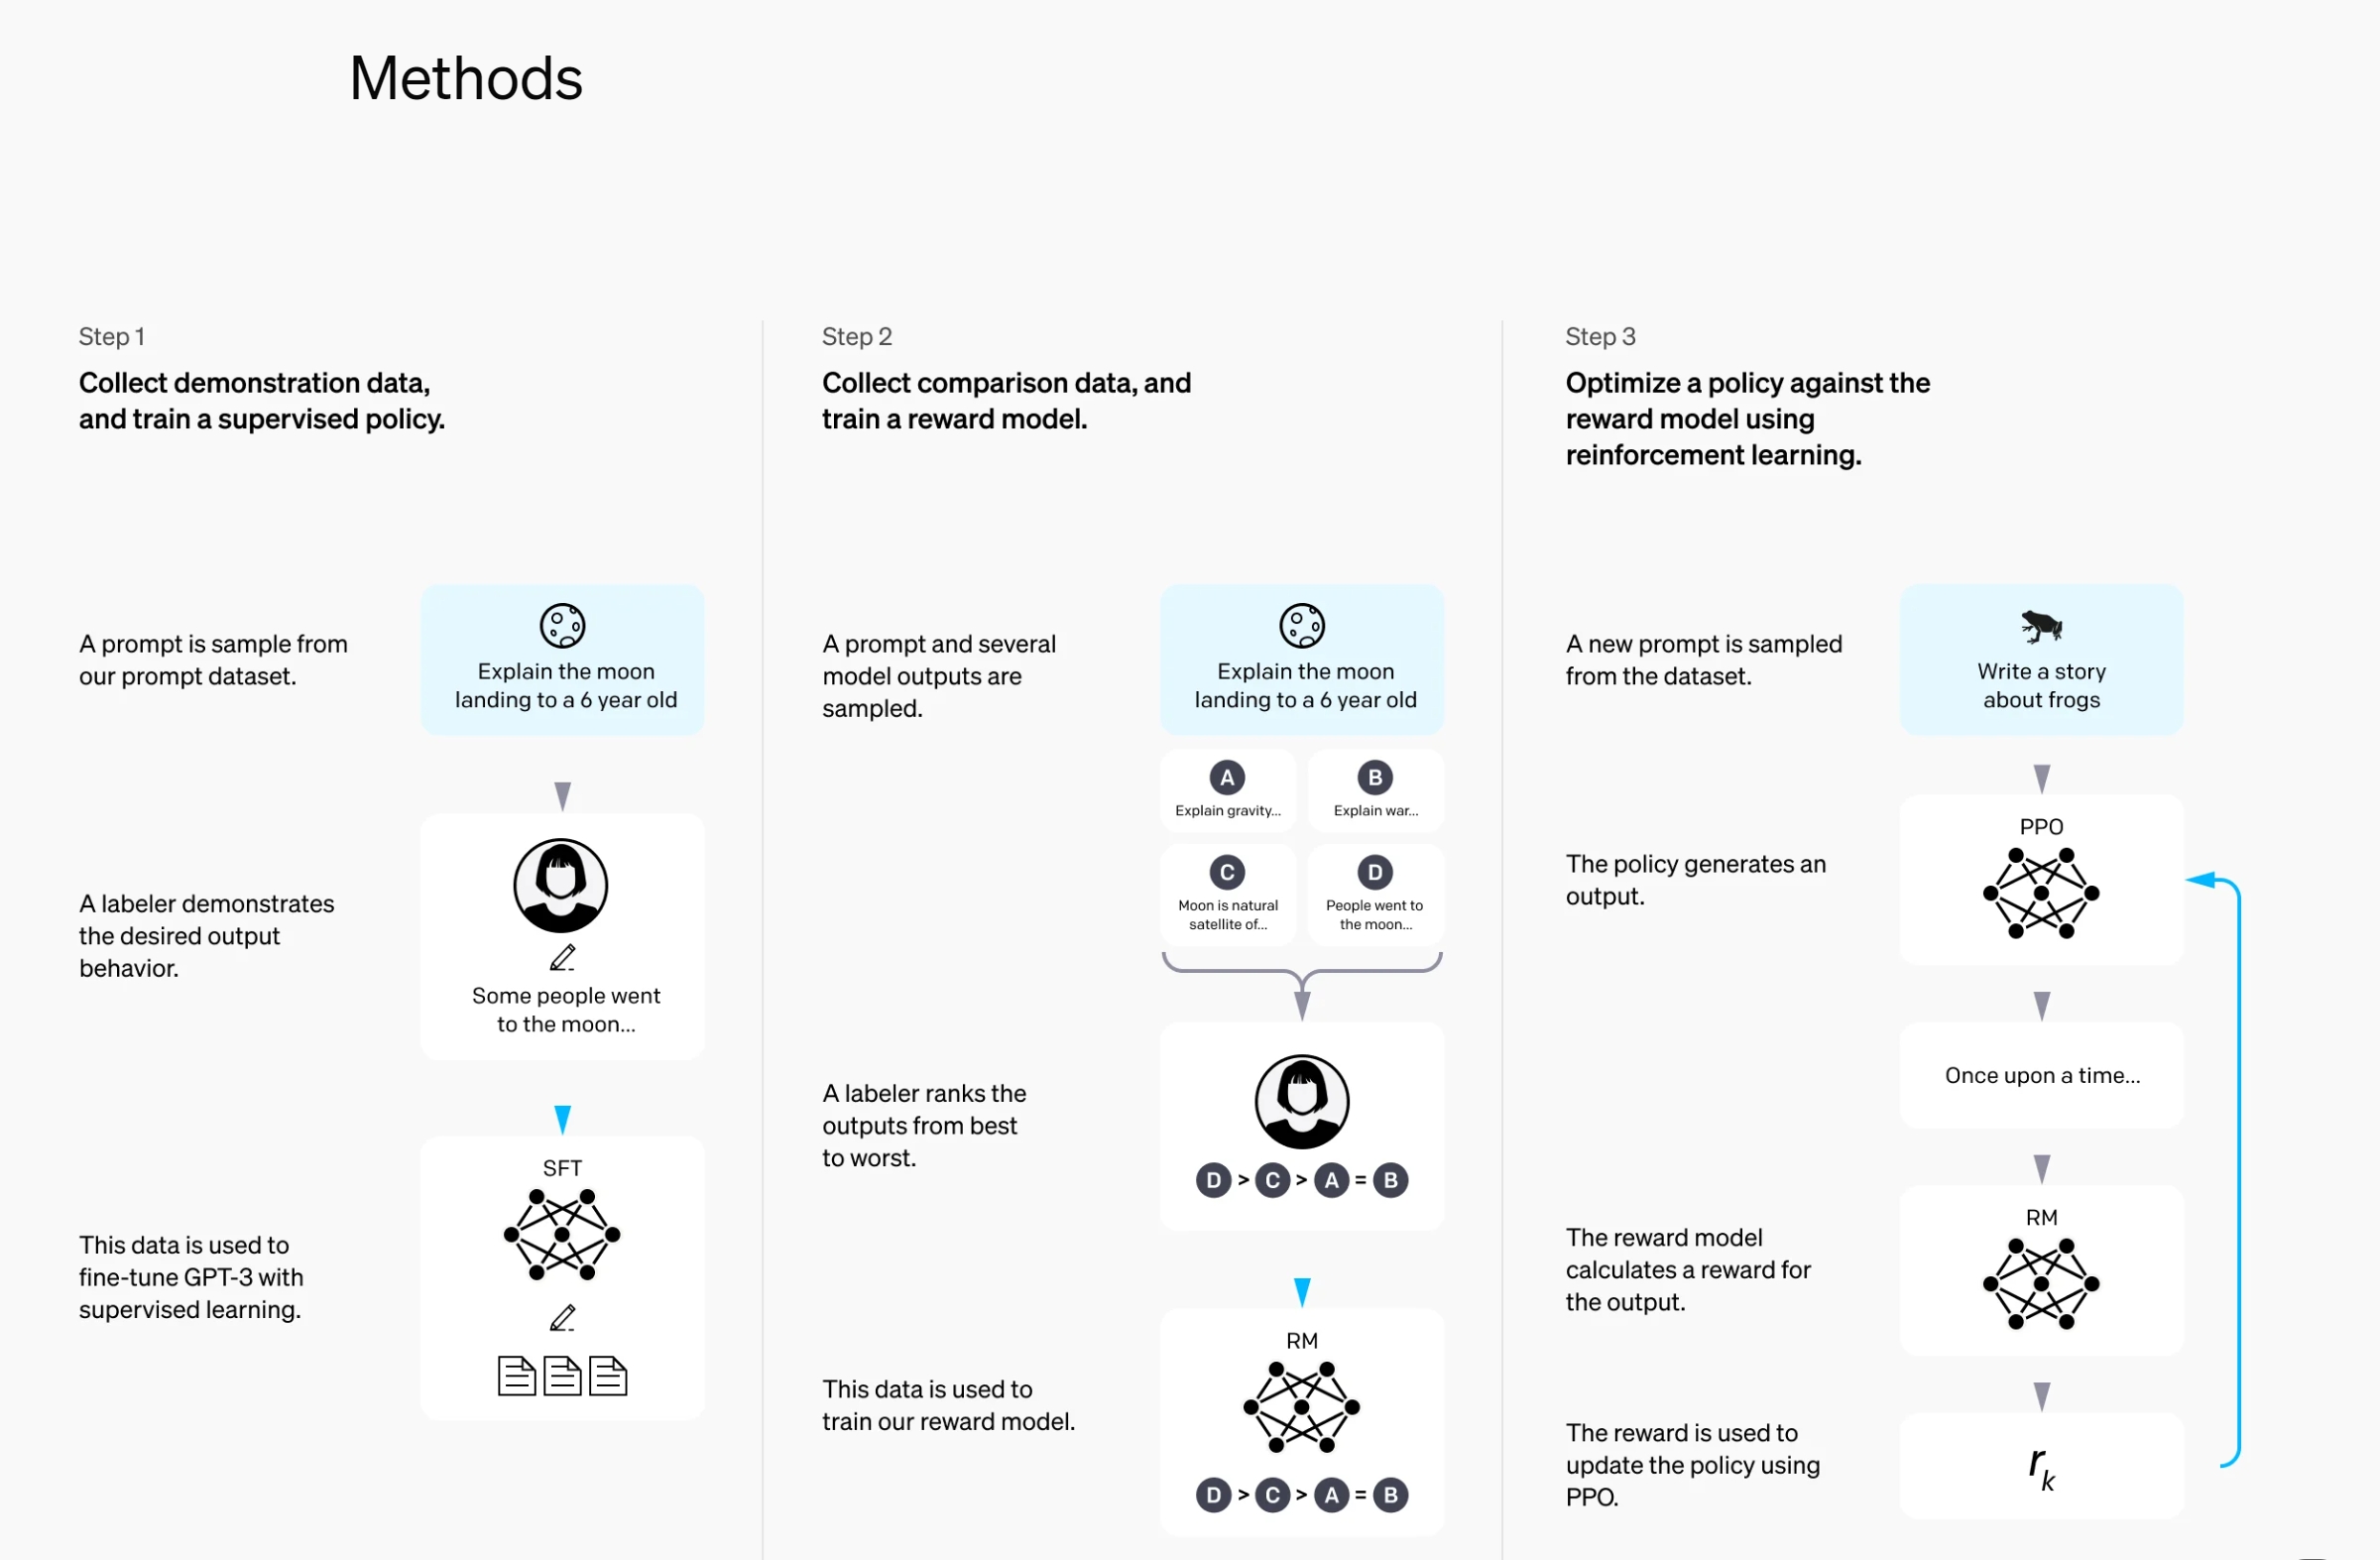 Methods
Step 1
Collect demonstration data,
and train a supervised policy.
A prompt is sample from
our prompt dataset.
Explain the moon
landing to a 6 year old
A labeler demonstrates
the desired output
behavior.
Some people went
to the moon...
This data is used to
fine-tune GPT-3 with
supervised learning.
SFT
Step 2
Collect comparison data, and
train a reward model.
A prompt and several
model outputs are
sampled.
Explain the moon
landing to a 6 year old
A
Explain gravity...
B
Explain war...
C
Moon is natural
satellite of...
D
People went to
the moon...
A labeler ranks the
outputs from best
to worst.
D > C > A = B
This data is used to
train our reward model.
RM
D > C > A = B
Step 3
Optimize a policy against the
reward model using
reinforcement learning.
A new prompt is sampled
from the dataset.
Write a story
about frogs
The policy generates an
output.
PPO
Once upon a time...
The reward model
calculates a reward for
the output.
RM
The reward is used to
update the policy using
PPO.
rk